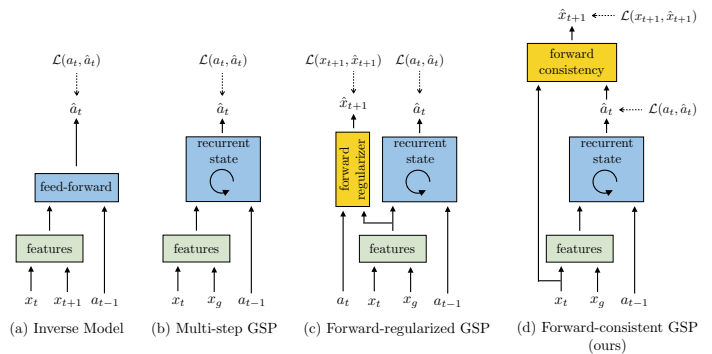 ℒ(a_t, â_t)
â_t
feed-forward
features
x_t x_{t+1} a_{t−1}
(a) Inverse Model
ℒ(a_t, â_t)
â_t
recurrent
state
features
x_t x_g a_{t−1}
(b) Multi-step GSP
ℒ(x_{t+1}, x̂_{t+1}) ℒ(a_t, â_t)
x̂_{t+1} â_t
forward
regularizer
recurrent
state
features
a_t x_t x_g a_{t−1}
(c) Forward-regularized GSP
x̂_{t+1} ℒ(x_{t+1}, x̂_{t+1})
forward
consistency
â_t ℒ(a_t, â_t)
recurrent
state
features
x_t x_g a_{t−1}
(d) Forward-consistent GSP
(ours)